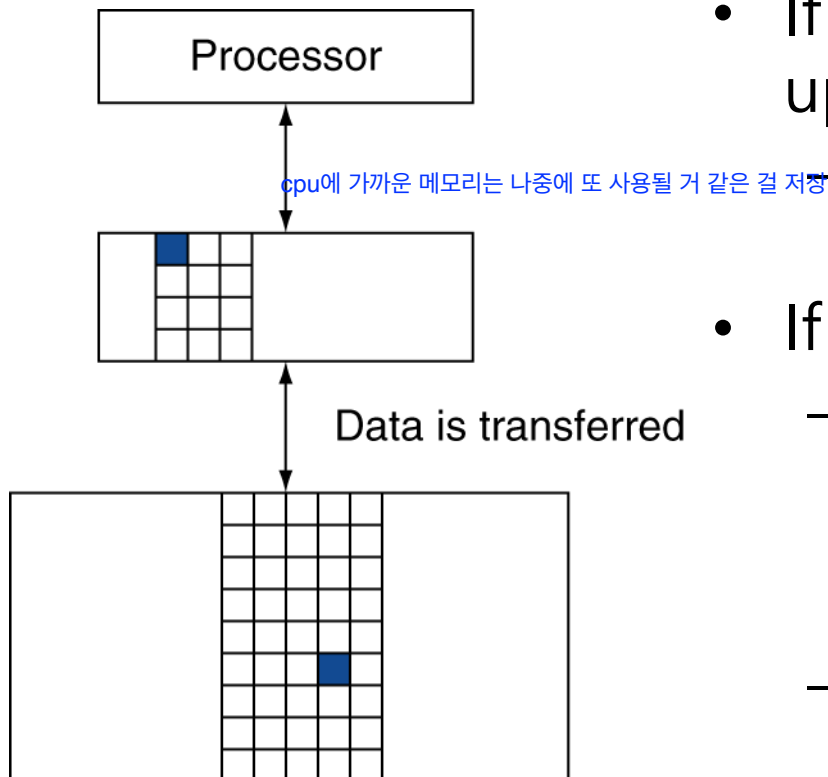 Processor
• If
up
cpu에 가까운 메모리는 나중에 또 사용될 거 같은 걸 저장
–
• If
–
Data is transferred
–